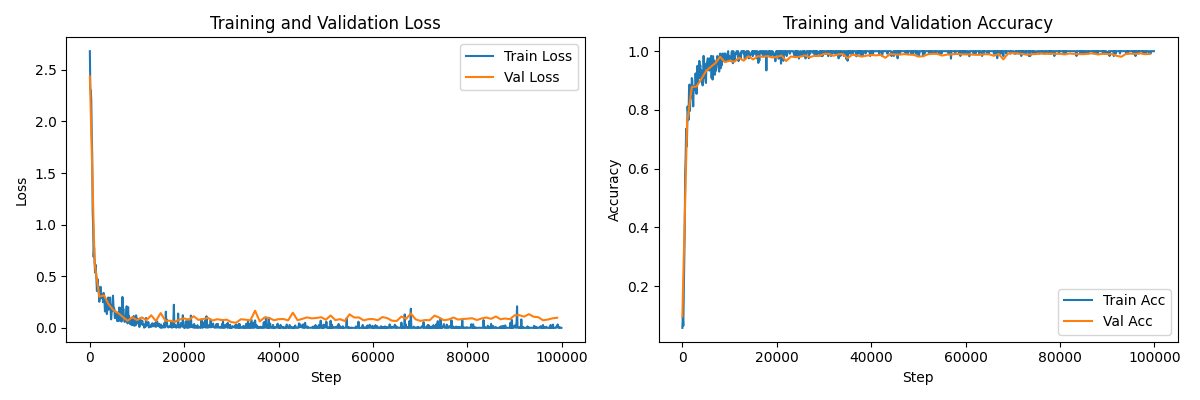 Training and Validation Loss
Train Loss
Val Loss
2.5
2.0
1.5
1.0
0.5
0.0
Loss
0 20000 40000 60000 80000 100000
Step
Training and Validation Accuracy
1.0
0.8
0.6
0.4
0.2
Accuracy
Train Acc
Val Acc
0 20000 40000 60000 80000 100000
Step